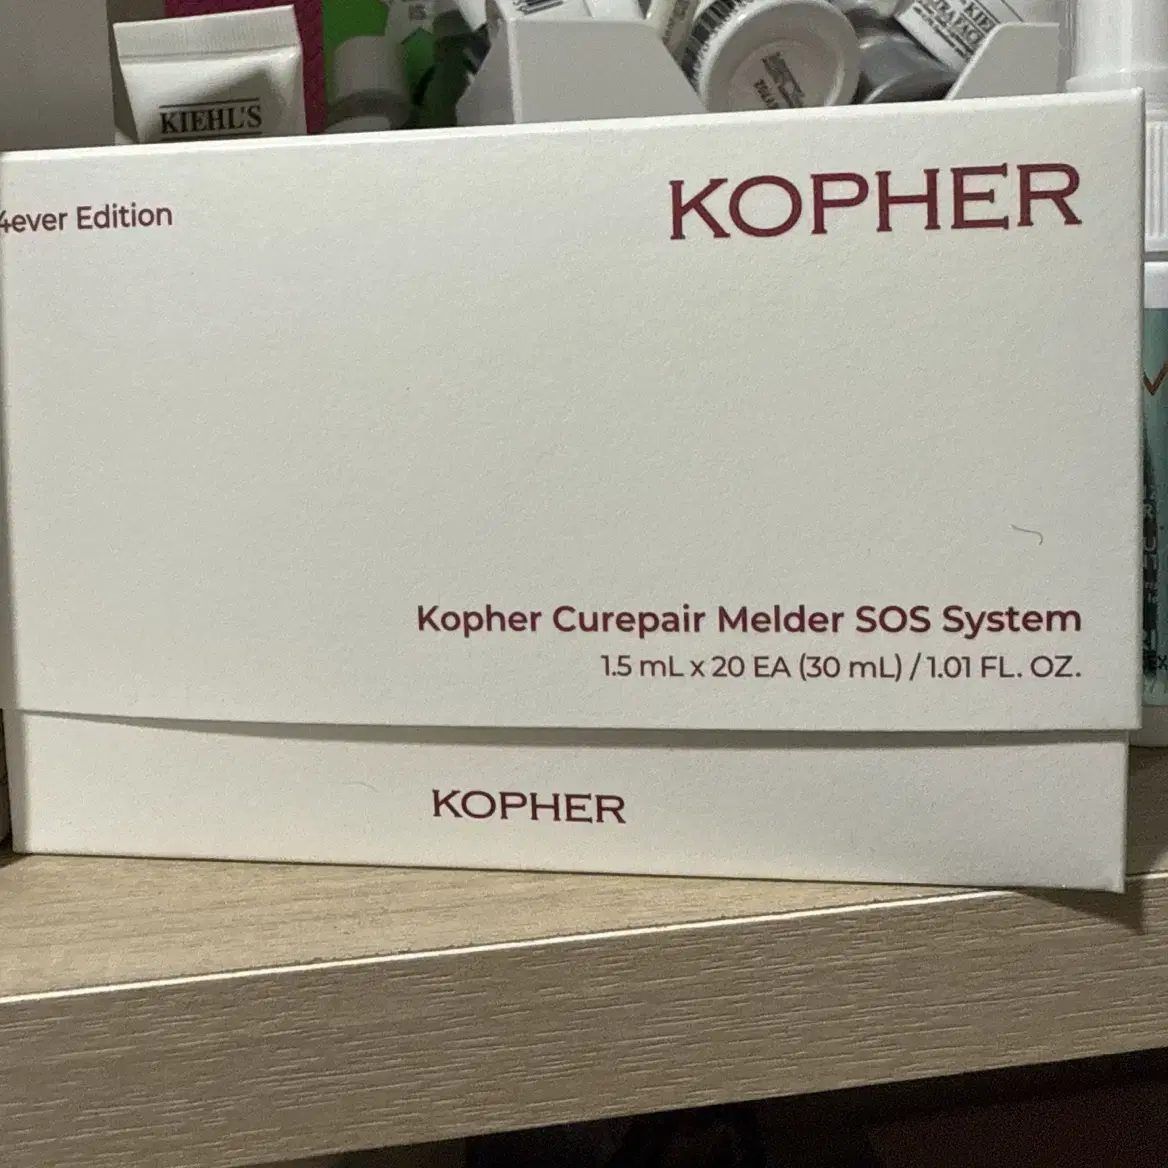 KIEHL'S
4ever Edition
KOPHER
Kopher Curepair Melder SOS System
1.5 mL x 20 EA (30 mL) / 1.01 FL. OZ.
KOPHER